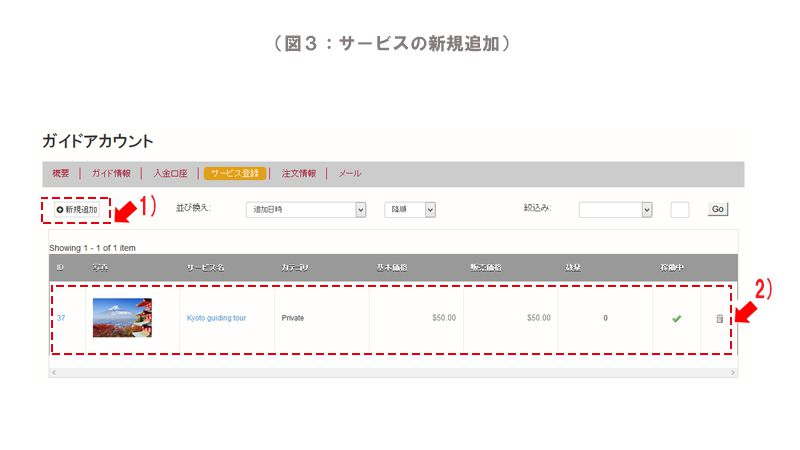 （図３：サービスの新規追加）
ガイドアカウント
概要 ガイド情報 入金口座 サービス登録 注文情報 メール
新規追加 1) 並び換え: 追加日時 降順 絞込み: Go
Showing 1 - 1 of 1 item
ID 写真 サービス名 カテゴリ 基本価格 販売価格 数量 稼働中
2)
37 Kyoto guiding tour Private $50.00 $50.00 0